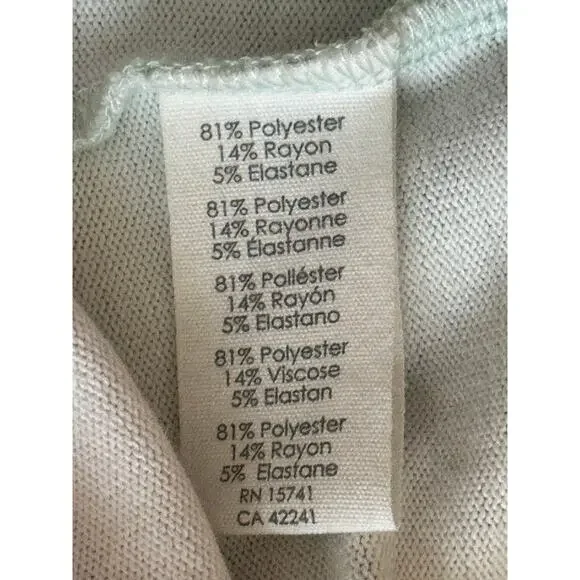 81% Polyester
14% Rayon
5% Elastane
81% Polyester
14% Rayonne
5% Élastanne
81% Poliéster
14% Rayón
5% Elastano
81% Polyester
14% Viscose
5% Elastan
81% Polyester
14% Rayon
5% Elastane
RN 15741
CA 42241